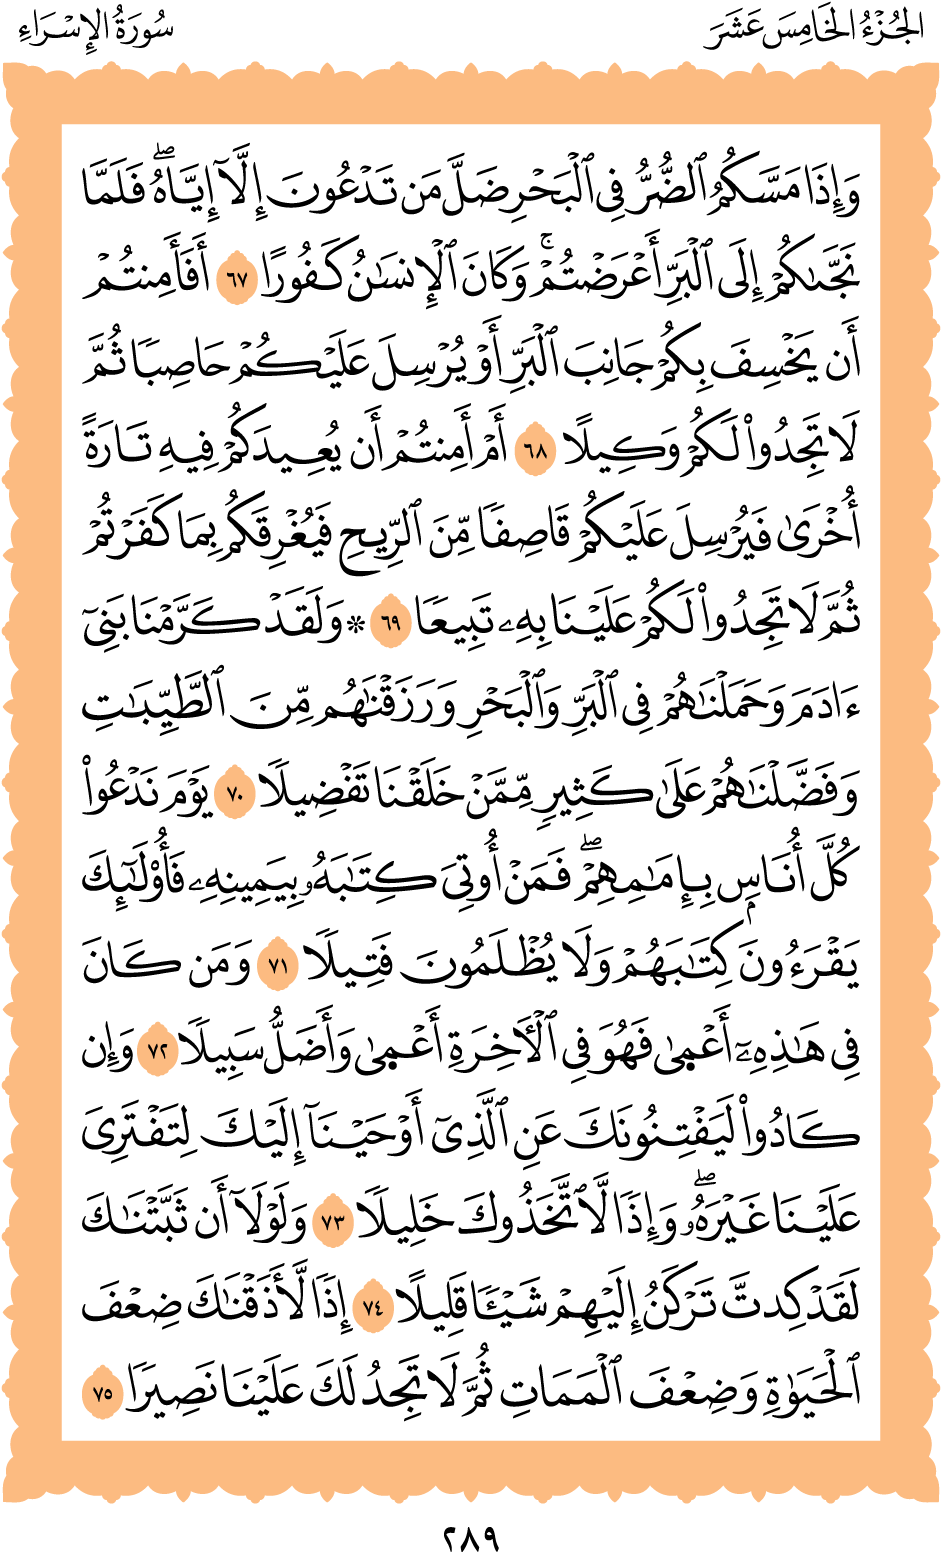 الجُزْءُ الخَامِسَ عَشَرَ
سُورَةُ الإِسْرَاءِ
وَإِذَا مَسَّكُمُ ٱلضُّرُّ فِي ٱلْبَحْرِ ضَلَّ مَن تَدْعُونَ إِلَّآ إِيَّاهُۖ فَلَمَّا
نَجَّىٰكُمْ إِلَى ٱلْبَرِّ أَعْرَضْتُمْۚ وَكَانَ ٱلْإِنسَٰنُ كَفُورًا ٦٧ أَفَأَمِنتُمْ
أَن يَخْسِفَ بِكُمْ جَانِبَ ٱلْبَرِّ أَوْ يُرْسِلَ عَلَيْكُمْ حَاصِبًا ثُمَّ
لَا تَجِدُواْ لَكُمْ وَكِيلًا ٦٨ أَمْ أَمِنتُمْ أَن يُعِيدَكُمْ فِيهِ تَارَةً
أُخْرَىٰ فَيُرْسِلَ عَلَيْكُمْ قَاصِفًا مِّنَ ٱلرِّيحِ فَيُغْرِقَكُم بِمَا كَفَرْتُمْ
ثُمَّ لَا تَجِدُواْ لَكُمْ عَلَيْنَا بِهِۦ تَبِيعًا ٦٩ ۞ وَلَقَدْ كَرَّمْنَا بَنِيٓ
ءَادَمَ وَحَمَلْنَٰهُمْ فِي ٱلْبَرِّ وَٱلْبَحْرِ وَرَزَقْنَٰهُم مِّنَ ٱلطَّيِّبَٰتِ
وَفَضَّلْنَٰهُمْ عَلَىٰ كَثِيرٍ مِّمَّنْ خَلَقْنَا تَفْضِيلًا ٧٠ يَوْمَ نَدْعُواْ
كُلَّ أُنَاسِۭ بِإِمَٰمِهِمْۖ فَمَنْ أُوتِيَ كِتَٰبَهُۥ بِيَمِينِهِۦ فَأُوْلَٰٓئِكَ
يَقْرَءُونَ كِتَٰبَهُمْ وَلَا يُظْلَمُونَ فَتِيلًا ٧١ وَمَن كَانَ
فِي هَٰذِهِۦٓ أَعْمَىٰ فَهُوَ فِي ٱلْأٓخِرَةِ أَعْمَىٰ وَأَضَلُّ سَبِيلًا ٧٢ وَإِن
كَادُواْ لَيَفْتِنُونَكَ عَنِ ٱلَّذِيٓ أَوْحَيْنَآ إِلَيْكَ لِتَفْتَرِيَ
عَلَيْنَا غَيْرَهُۥۖ وَإِذًا لَّٱتَّخَذُوكَ خَلِيلًا ٧٣ وَلَوْلَآ أَن ثَبَّتْنَٰكَ
لَقَدْ كِدتَّ تَرْكَنُ إِلَيْهِمْ شَيْـًٔا قَلِيلًا ٧٤ إِذًا لَّأَذَقْنَٰكَ ضِعْفَ
ٱلْحَيَوٰةِ وَضِعْفَ ٱلْمَمَاتِ ثُمَّ لَا تَجِدُ لَكَ عَلَيْنَا نَصِيرًا ٧٥
٢٨٩